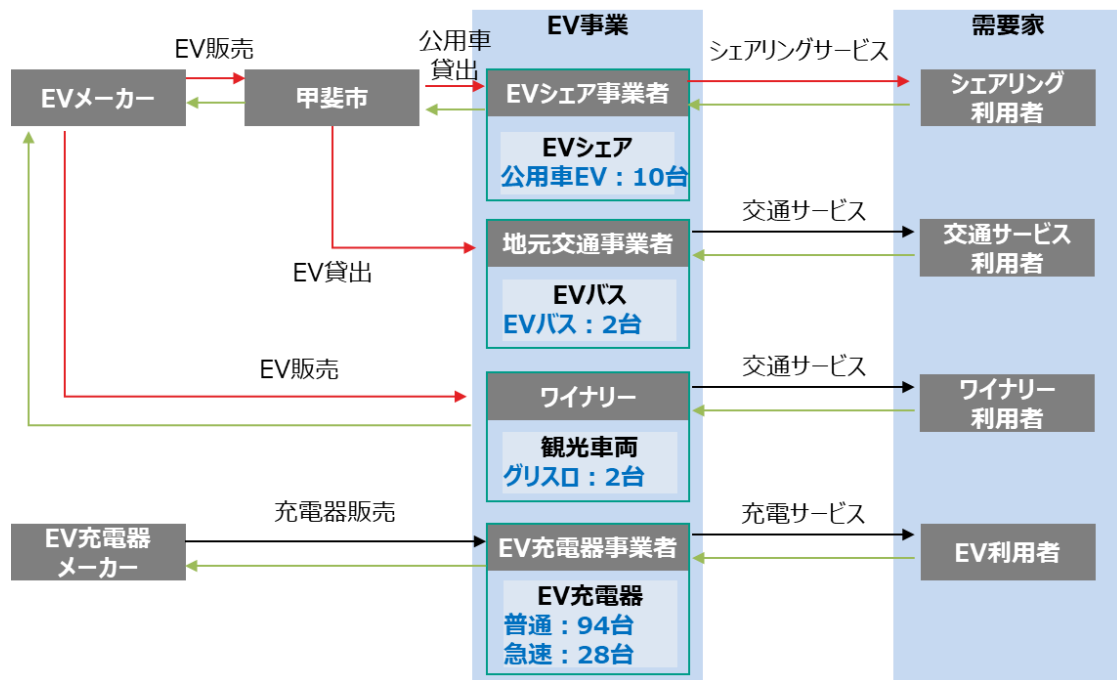 EV事業
需要家
EV販売
公用車
貸出
シェアリングサービス
EVメーカー
甲斐市
EVシェア事業者
シェアリング
利用者
EVシェア
公用車EV：10台
交通サービス
地元交通事業者
交通サービス
利用者
EV貸出
EVバス
EVバス：2台
EV販売
交通サービス
ワイナリー
ワイナリー
利用者
観光車両
グリスロ：2台
充電器販売
充電サービス
EV充電器
メーカー
EV充電器事業者
EV利用者
EV充電器
普通：94台
急速：28台